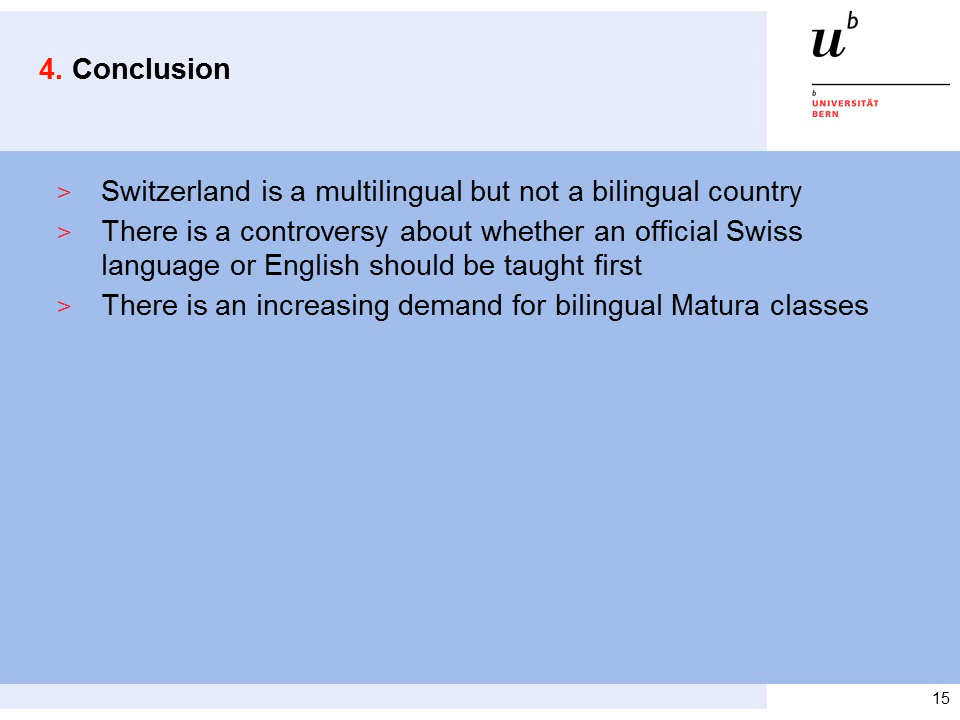 4. Conclusion
u
b
b
UNIVERSITÄT
BERN
> Switzerland is a multilingual but not a bilingual country
> There is a controversy about whether an official Swiss
language or English should be taught first
> There is an increasing demand for bilingual Matura classes
15